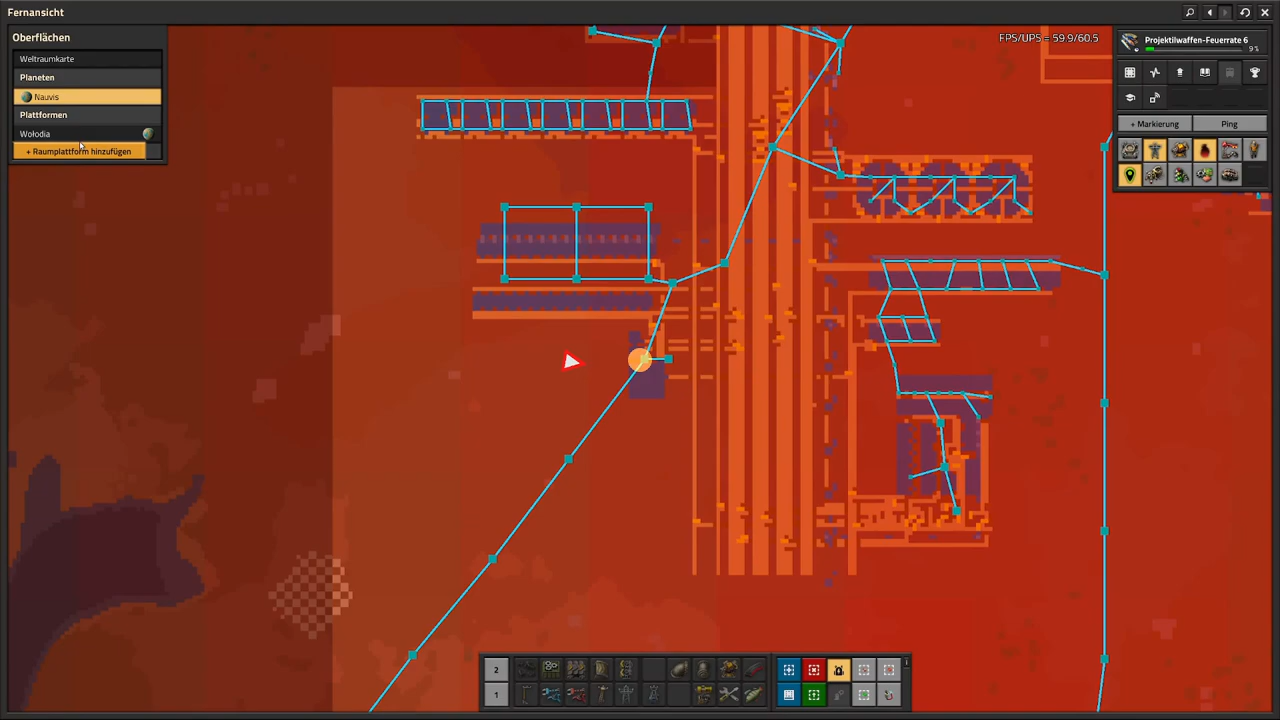 Fernansicht
Oberflächen
Weltraumkarte
Planeten
Nauvis
Plattformen
Wołodia
+ Raumplattform hinzufügen
FPS/UPS = 59.9/60.5
Projektilwaffen-Feuerrate 6
9%
+ Markierung
Ping
2
1